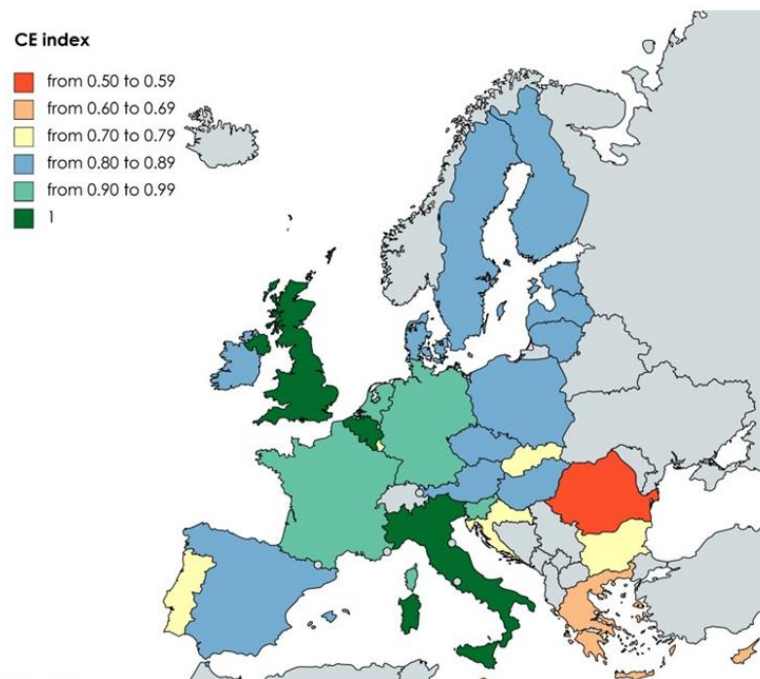 CE index
from 0.50 to 0.59
from 0.60 to 0.69
from 0.70 to 0.79
from 0.80 to 0.89
from 0.90 to 0.99
1